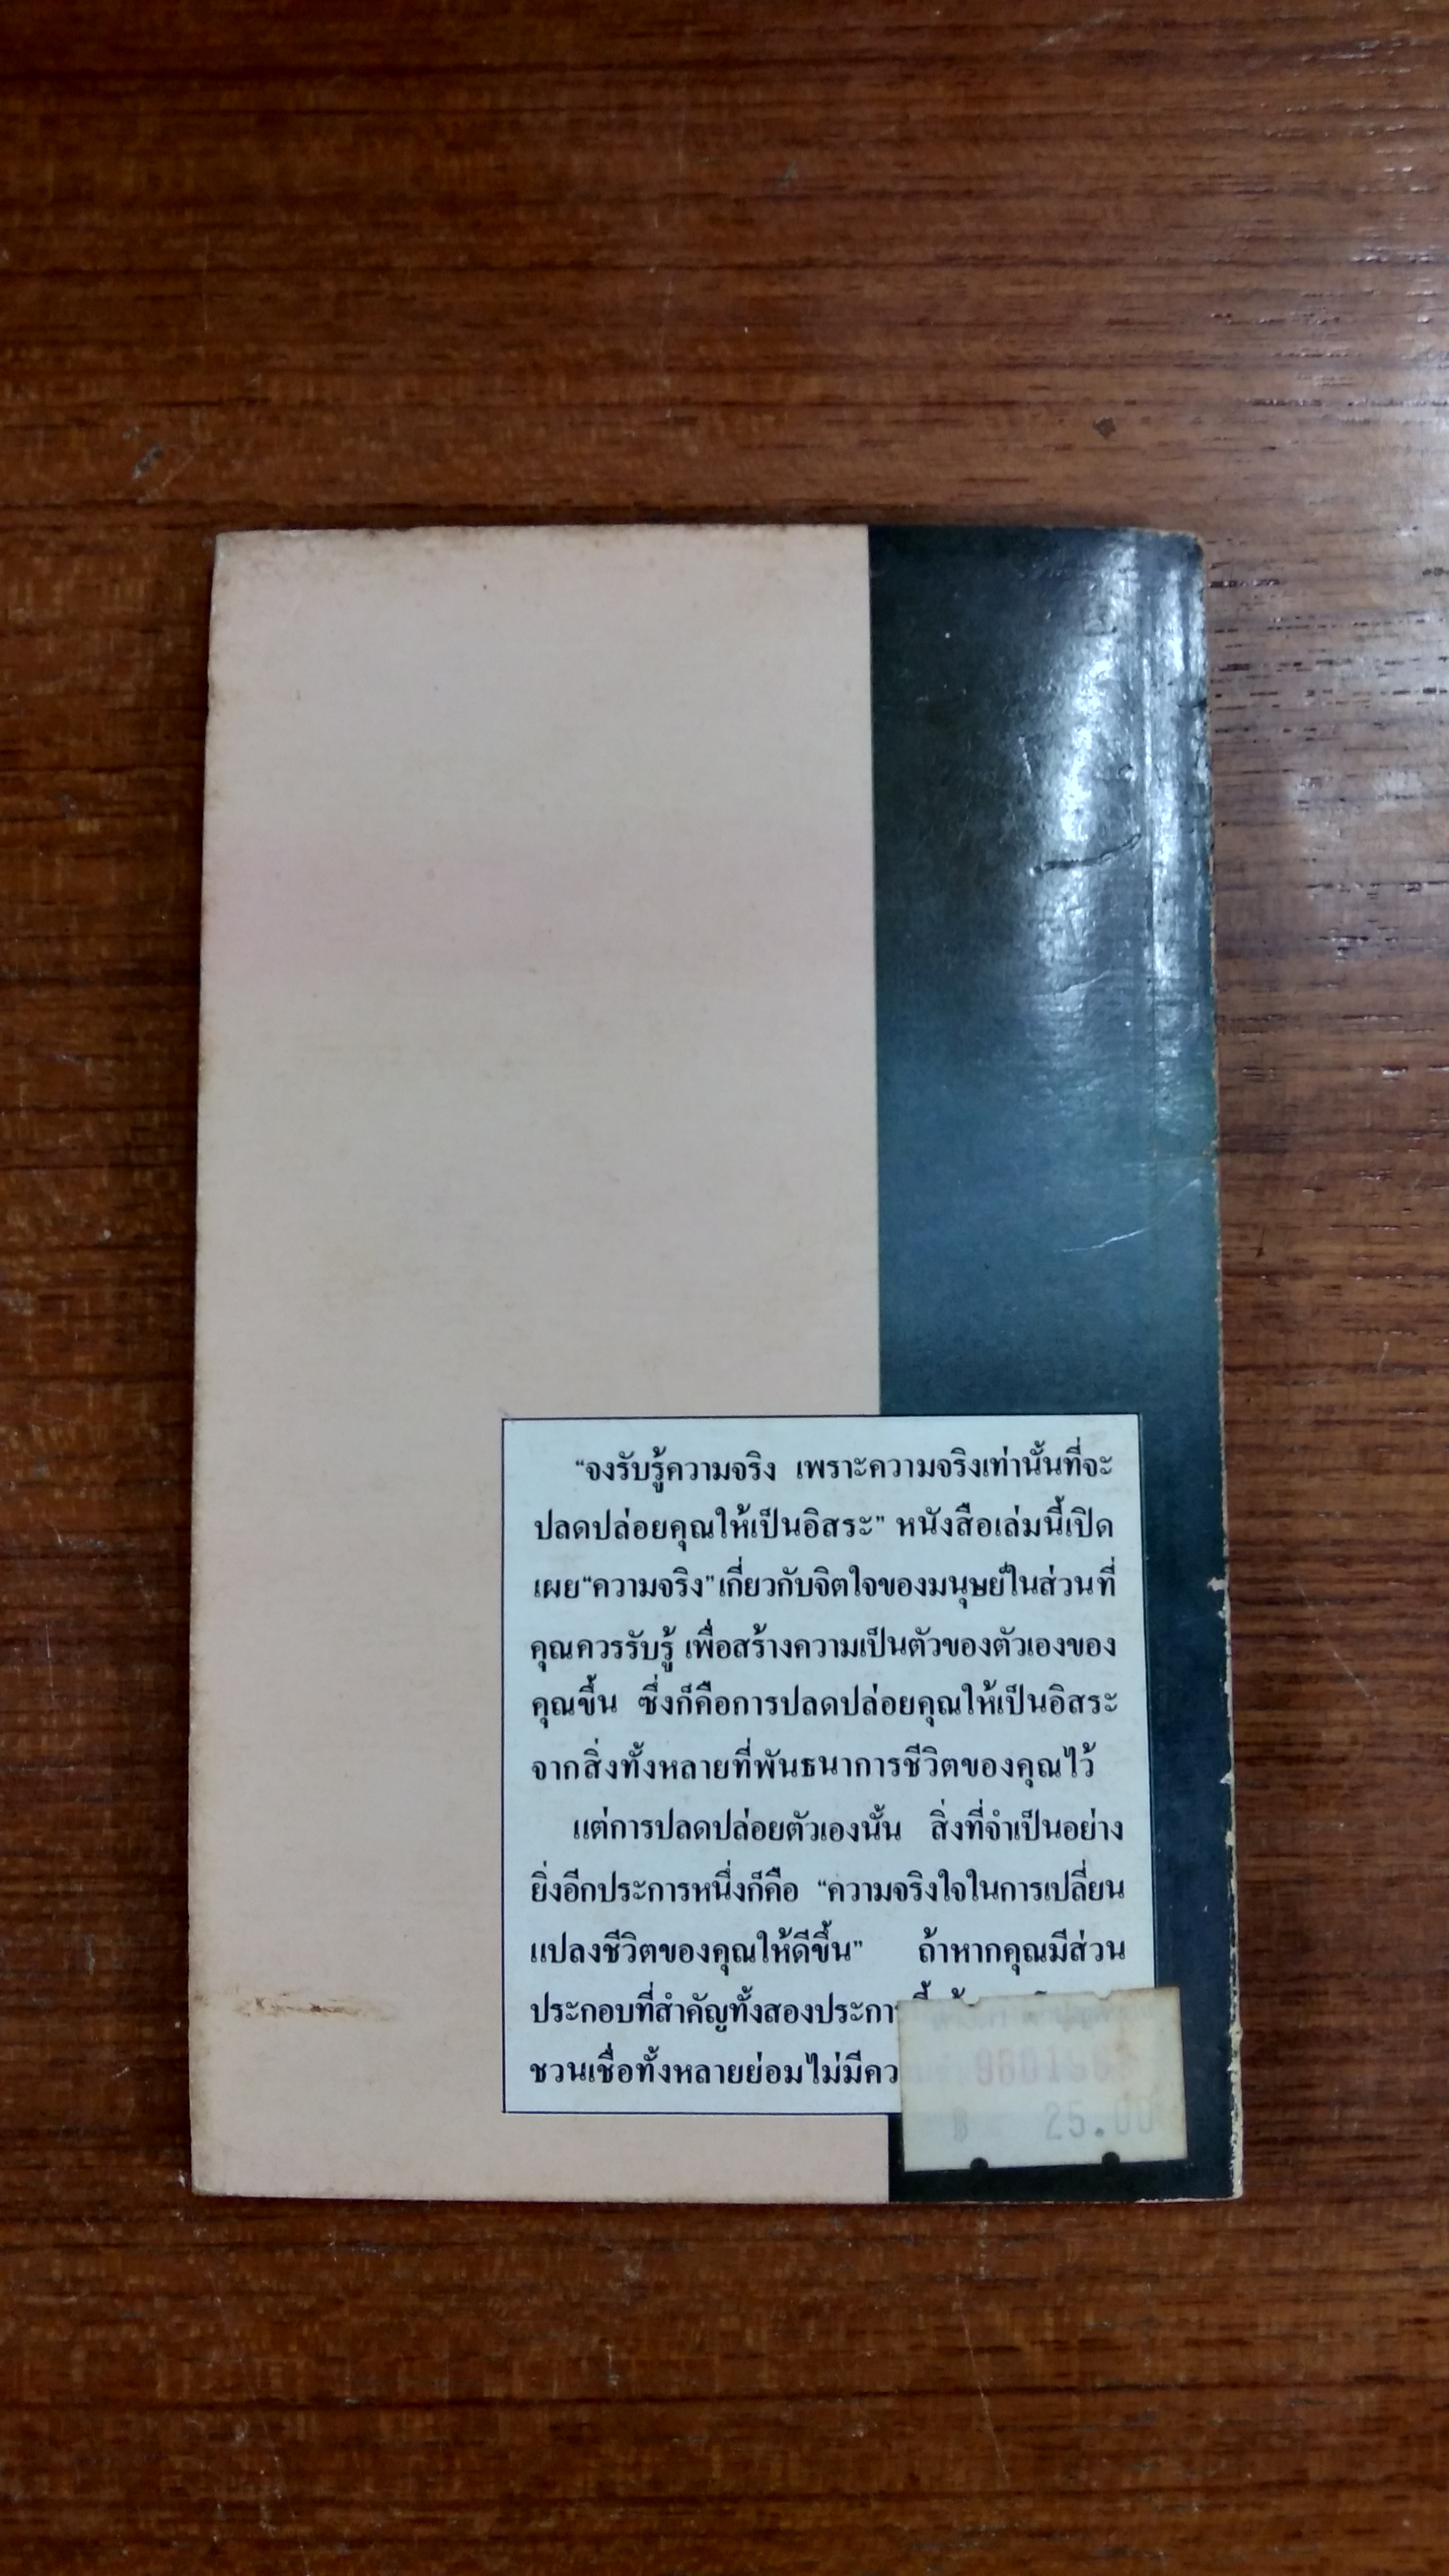 “จงรับรู้ความจริง เพราะความจริงเท่านั้นที่จะ
ปลดปล่อยคุณให้เป็นอิสระ” หนังสือเล่มนี้เปิด
เผย“ความจริง”เกี่ยวกับจิตใจของมนุษย์ในส่วนที่
คุณควรรับรู้ เพื่อสร้างความเป็นตัวของตัวเองของ
คุณขึ้น ซึ่งก็คือการปลดปล่อยคุณให้เป็นอิสระ
จากสิ่งทั้งหลายที่พันธนาการชีวิตของคุณไว้
แต่การปลดปล่อยตัวเองนั้น สิ่งที่จำเป็นอย่าง
ยิ่งอีกประการหนึ่งก็คือ “ความจริงใจในการเปลี่ยน
แปลงชีวิตของคุณให้ดีขึ้น” ถ้าหากคุณมีส่วน
ประกอบที่สำคัญทั้งสองประการ
ชวนเชื่อทั้งหลายย่อมไม่มี
฿ 25.00